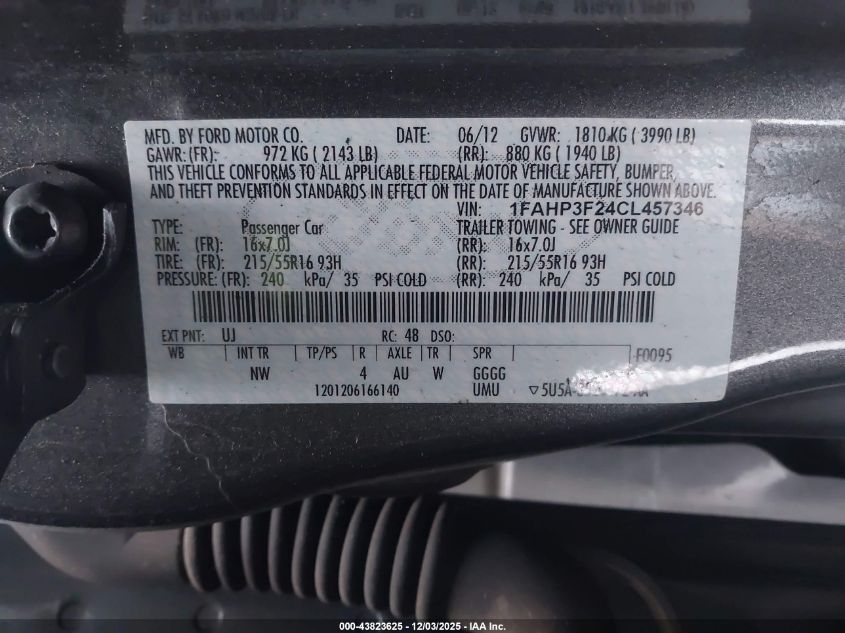 MFD. BY FORD MOTOR CO. DATE: 06/12 GVWR: 1810 KG ( 3990 LB)
GAWR:(FR): 972 KG ( 2143 LB) (RR): 880 KG ( 1940 LB)
THIS VEHICLE CONFORMS TO ALL APPLICABLE FEDERAL MOTOR VEHICLE SAFETY, BUMPER,
AND THEFT PREVENTION STANDARDS IN EFFECT ON THE DATE OF MANUFACTURE SHOWN ABOVE.
VIN: 1FAHP3F24CL457346
TYPE: Passenger Car TRAILER TOWING - SEE OWNER GUIDE
RIM: (FR): 16x7.0J (RR): 16x7.0J
TIRE: (FR): 215/55R16 93H (RR): 215/55R16 93H
PRESSURE: (FR): 240 kPa/ 35 PSI COLD (RR): 240 kPa/ 35 PSI COLD
EXT PNT: UJ RC: 48 DSO:
WB INT TR TP/PS R AXLE TR SPR F0095
NW 4 AU W GGGG
1201206166140 UMU ▽5U5A-
000-43823625 - 12/03/2025 - IAA Inc.